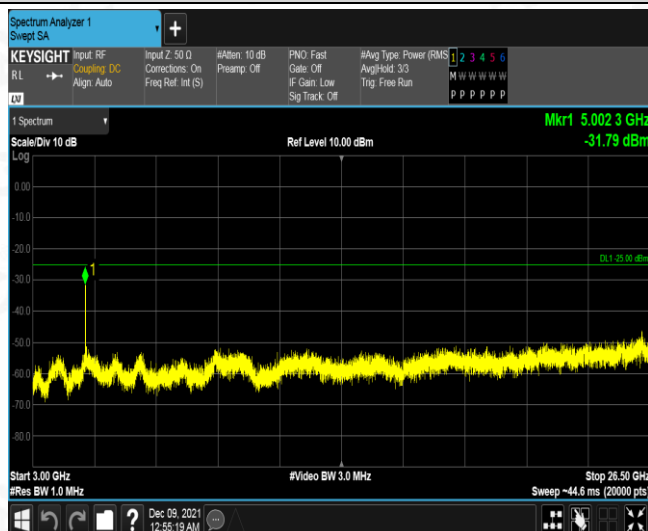 Spectrum Analyzer 1
Swept SA
+
KEYSIGHT
RL
LXI
Input: RF
Coupling: DC
Align: Auto
Input Z: 50 Ω
Corrections: On
Freq Ref: Int (S)
#Atten: 10 dB
Preamp: Off
PNO: Fast
Gate: Off
IF Gain: Low
Sig Track: Off
#Avg Type: Power (RMS
Avg|Hold: 3/3
Trig: Free Run
1 2 3 4 5 6
M W W W W W
P P P P P P
1 Spectrum
Scale/Div 10 dB
Ref Level 10.00 dBm
Mkr1 5.002 3 GHz
-31.79 dBm
Log
0.00
-10.0
-20.0
DL1 -25.00 dBm
1
-30.0
-40.0
-50.0
-60.0
-70.0
-80.0
Start 3.00 GHz
#Video BW 3.0 MHz
Stop 26.50 GHz
#Res BW 1.0 MHz
Sweep ~44.6 ms (20000 pts)
?
Dec 09, 2021
12:55:19 AM